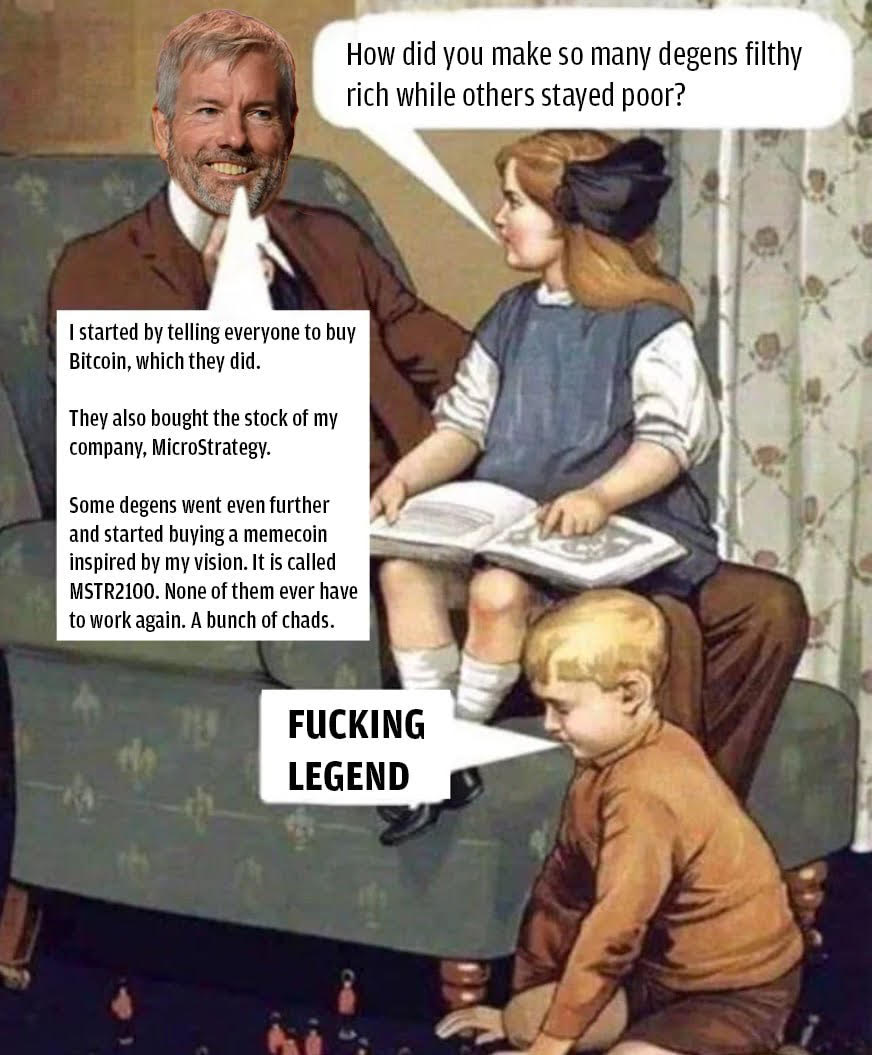 How did you make so many degens filthy
rich while others stayed poor?
I started by telling everyone to buy
Bitcoin, which they did.
They also bought the stock of my
company, MicroStrategy.
Some degens went even further
and started buying a memecoin
inspired by my vision. It is called
MSTR2100. None of them ever have
to work again. A bunch of chads.
FUCKING
LEGEND